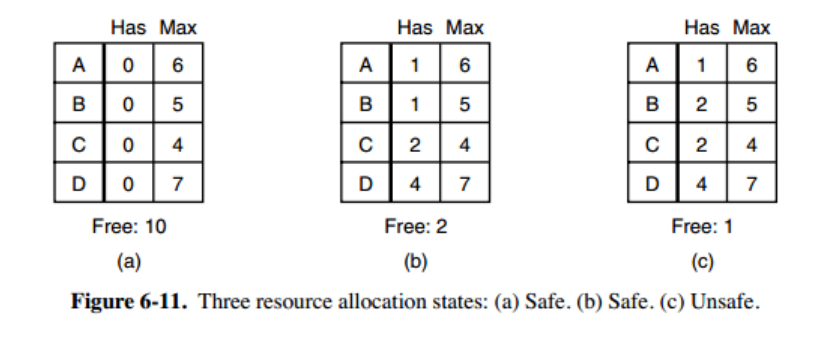 Has Max
A 0 6
B 0 5
C 0 4
D 0 7
Free: 10
(a)
Has Max
A 1 6
B 1 5
C 2 4
D 4 7
Free: 2
(b)
Has Max
A 1 6
B 2 5
C 2 4
D 4 7
Free: 1
(c)
Figure 6-11. Three resource allocation states: (a) Safe. (b) Safe. (c) Unsafe.